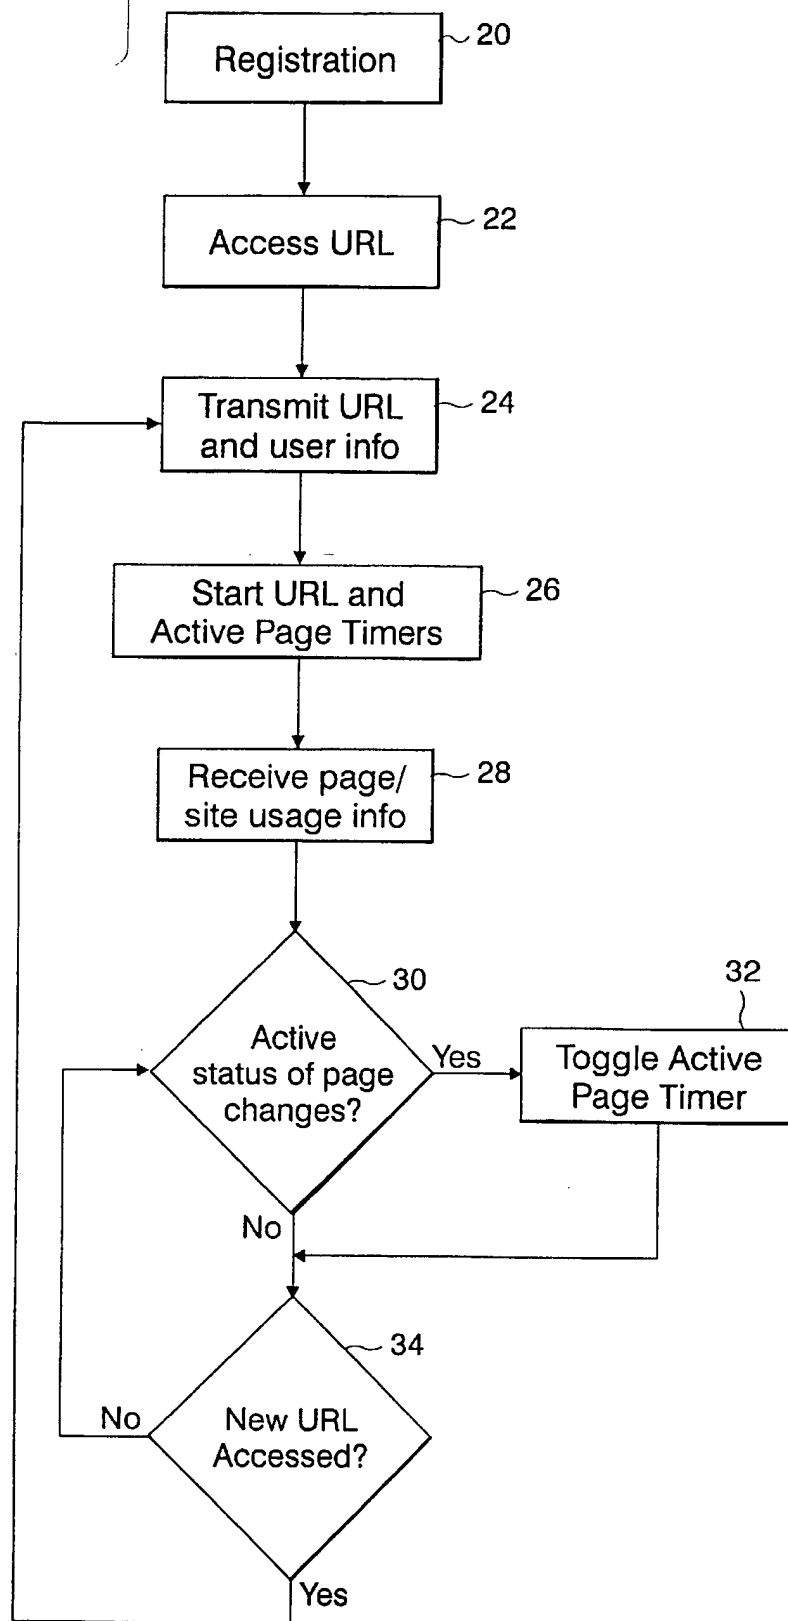 Registration
20
Access URL
22
Transmit URL
and user info
24
Start URL and
Active Page Timers
26
Receive page/
site usage info
28
30
Active
status of page
changes?
Yes
32
Toggle Active
Page Timer
No
34
New URL
Accessed?
No
Yes